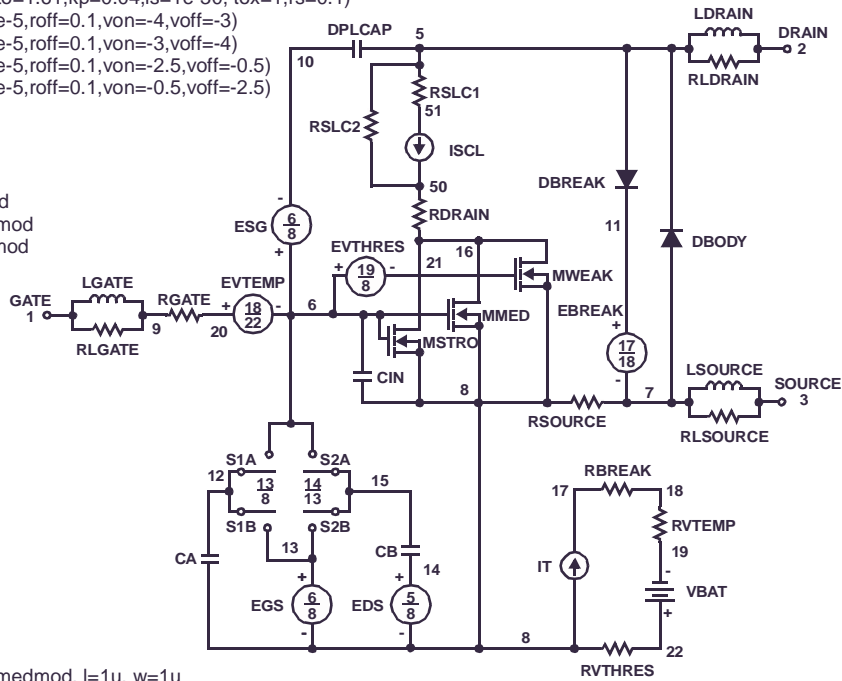 e-5,roff=0.1,von=-4,voff=-3)
e-5,roff=0.1,von=-3,voff=-4)
e-5,roff=0.1,von=-2.5,voff=-0.5)
e-5,roff=0.1,von=-0.5,voff=-2.5)
LDRAIN
DPLCAP
5
DRAIN
2
10
RLDRAIN
RSLC1
51
RSLC2
ISCL
DBREAK
50
-
RDRAIN
ESG
6
8
+
11
DBODY
EVTHRES
16
21
+
19
8
-
MWEAK
LGATE
EVTEMP
GATE
1
RGATE
+
18
22
-
6
EBREAK
+
MMED
9
20
RLGATE
MSTRO
17
18
-
LSOURCE
CIN
8
7
SOURCE
3
RSOURCE
RLSOURCE
S1A
S2A
12
13
8
14
13
15
RBREAK
17
18
S1B
S2B
RVTEMP
13
CB
19
CA
IT
-
14
+
+
VBAT
EGS
6
8
EDS
5
8
+
-
-
8
22
RVTHRES
medmod, l=1u, w=1u